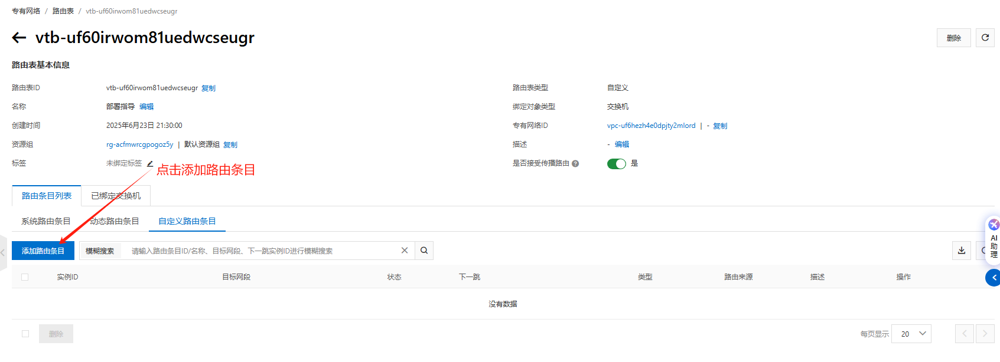 专有网络 / 路由表 / vtb-uf60irwom81uedwcseugr
vtb-uf60irwom81uedwcseugr
删除
路由表基本信息
路由表ID vtb-uf60irwom81uedwcseugr 复制
路由表类型 自定义
名称 部署指导 编辑
绑定对象类型 交换机
创建时间 2025年6月23日 21:30:00
专有网络ID vpc-uf6hezh4e0dpjty2mlord | - 复制
资源组 rg-acfmwrcgpogoz5y | 默认资源组 复制
描述 - 编辑
标签 未绑定标签
是否接受传播路由 是
点击添加路由条目
路由条目列表 已绑定交换机
系统路由条目 动态路由条目 自定义路由条目
添加路由条目 模糊搜索 请输入路由条目ID/名称、目标网段、下一跳实例ID进行模糊搜索
AI
助
理
实例ID 目标网段 状态 下一跳 类型 路由来源 描述 操作
没有数据
删除 每页显示 20